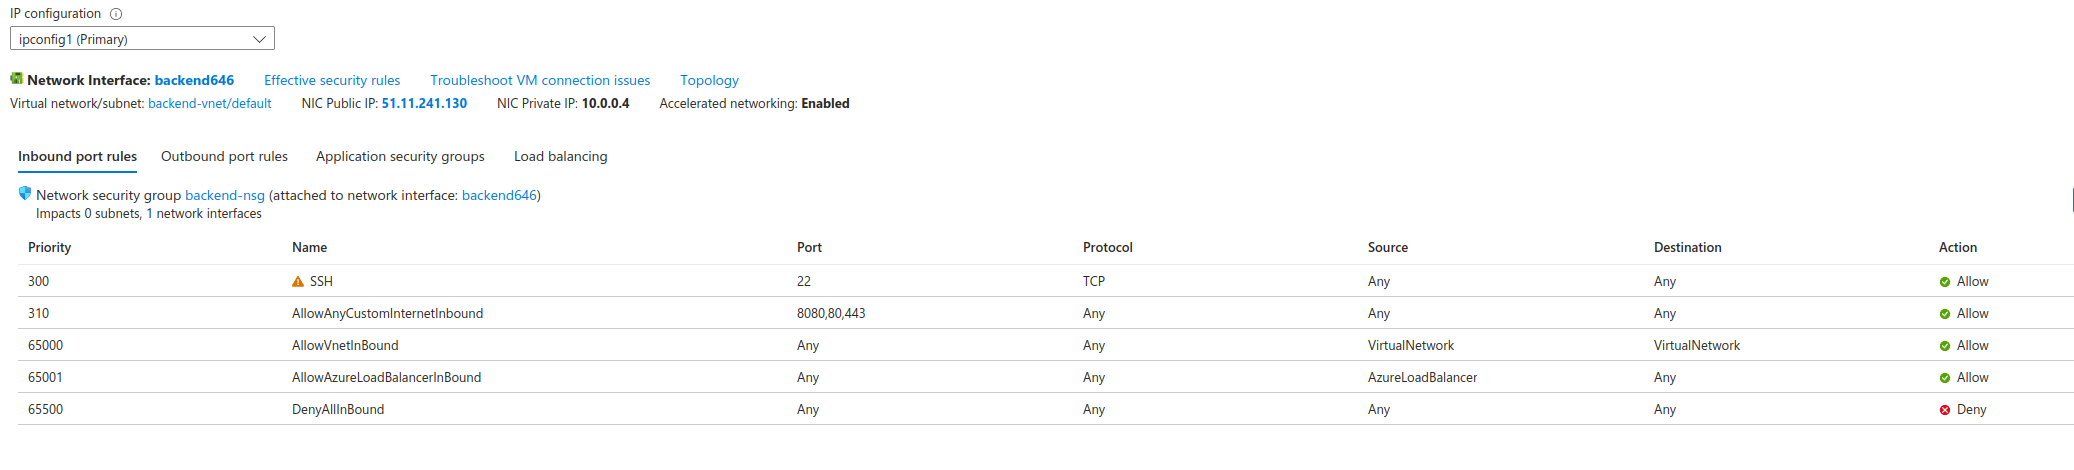 IP configuration
ipconfig1 (Primary)
Network Interface: backend646 Effective security rules Troubleshoot VM connection issues Topology
Virtual network/subnet: backend-vnet/default NIC Public IP: 51.11.241.130 NIC Private IP: 10.0.0.4 Accelerated networking: Enabled
Inbound port rules Outbound port rules Application security groups Load balancing
Network security group backend-nsg (attached to network interface: backend646)
Impacts 0 subnets, 1 network interfaces
Priority Name Port Protocol Source Destination Action
300 SSH 22 TCP Any Any Allow
310 AllowAnyCustomInternetInbound 8080,80,443 Any Any Any Allow
65000 AllowVnetInBound Any Any VirtualNetwork VirtualNetwork Allow
65001 AllowAzureLoadBalancerInBound Any Any AzureLoadBalancer Any Allow
65500 DenyAllInBound Any Any Any Any Deny